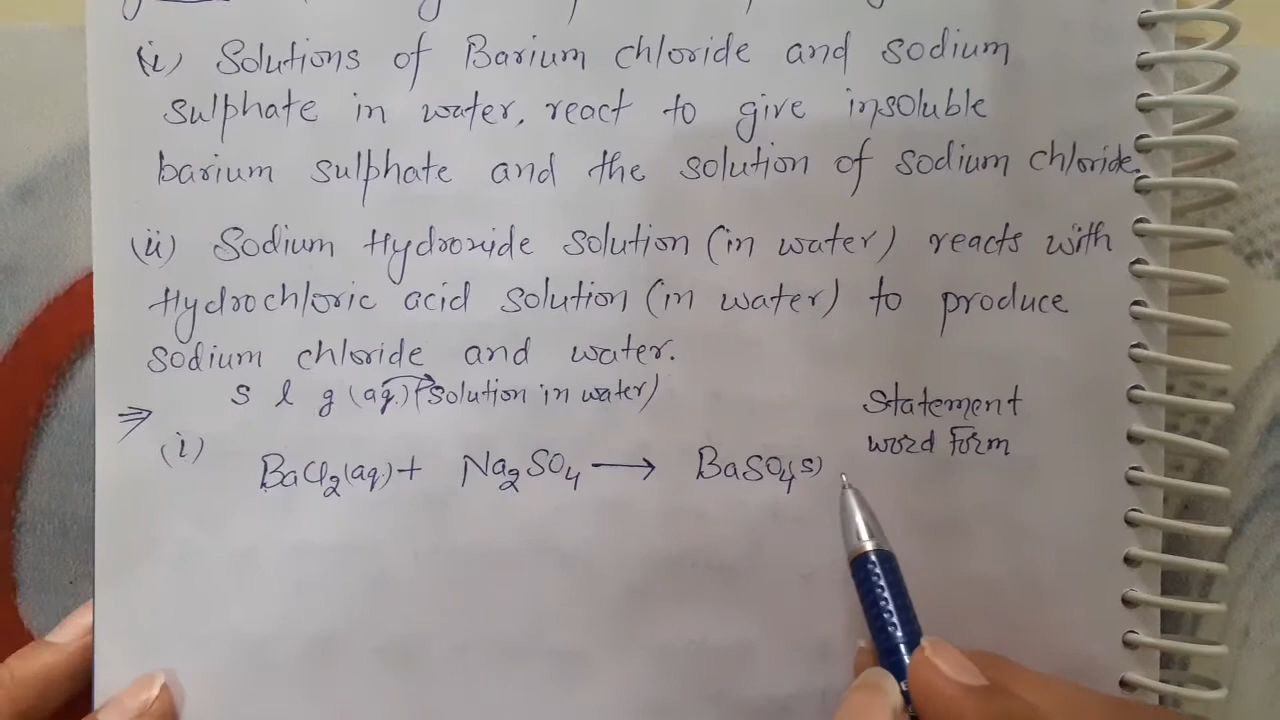 (i) Solutions of Barium chloride and sodium
sulphate in water, react to give insoluble
barium sulphate and the solution of sodium chloride.
(ii) Sodium Hydroxide solution (in water) reacts with
Hydrochloric acid solution (in water) to produce
sodium chloride and water.
s l g (aq.) (solution in water)
Statement
word form
⇒
(i)
BaCl₂(aq.) + Na₂SO₄ ⟶ BaSO₄(s)